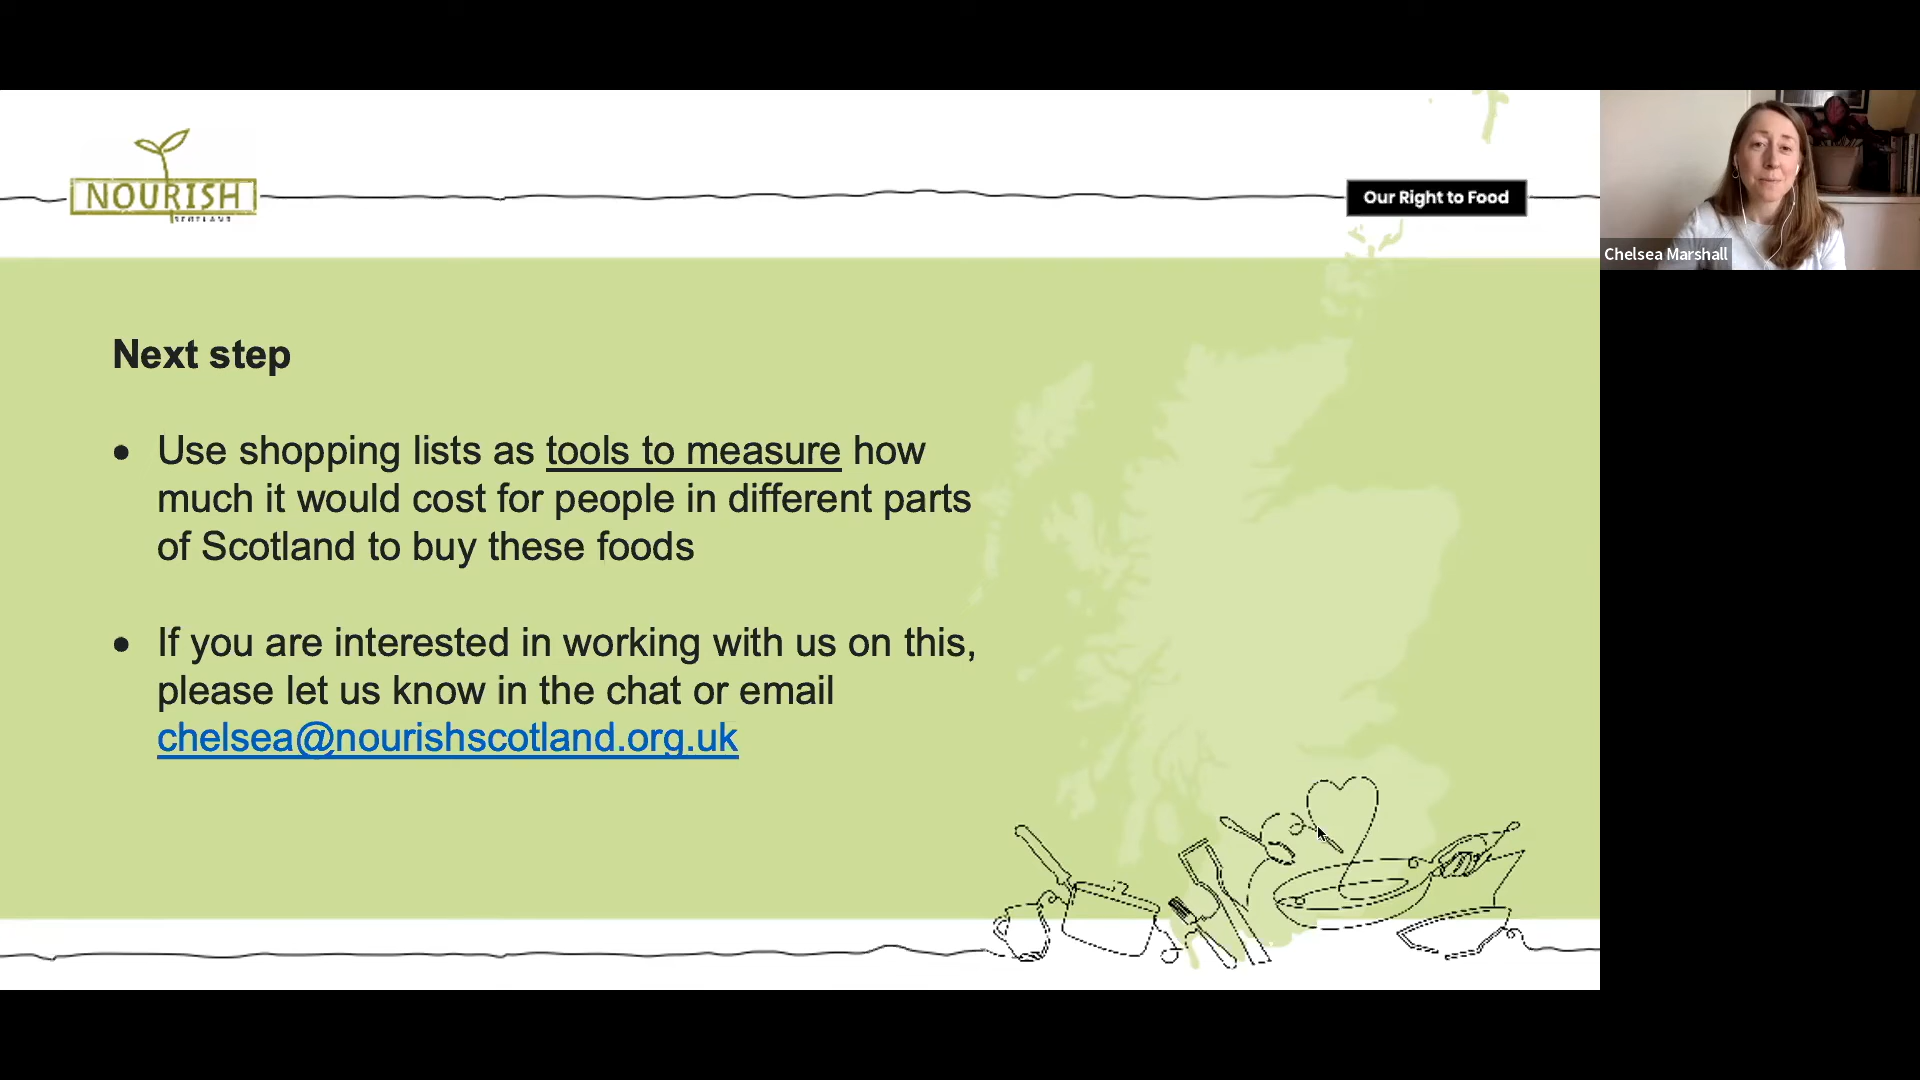 NOURISH
SCOTLAND
Our Right to Food
Chelsea Marshall
Next step
• Use shopping lists as tools to measure how
much it would cost for people in different parts
of Scotland to buy these foods
• If you are interested in working with us on this,
please let us know in the chat or email
chelsea@nourishscotland.org.uk